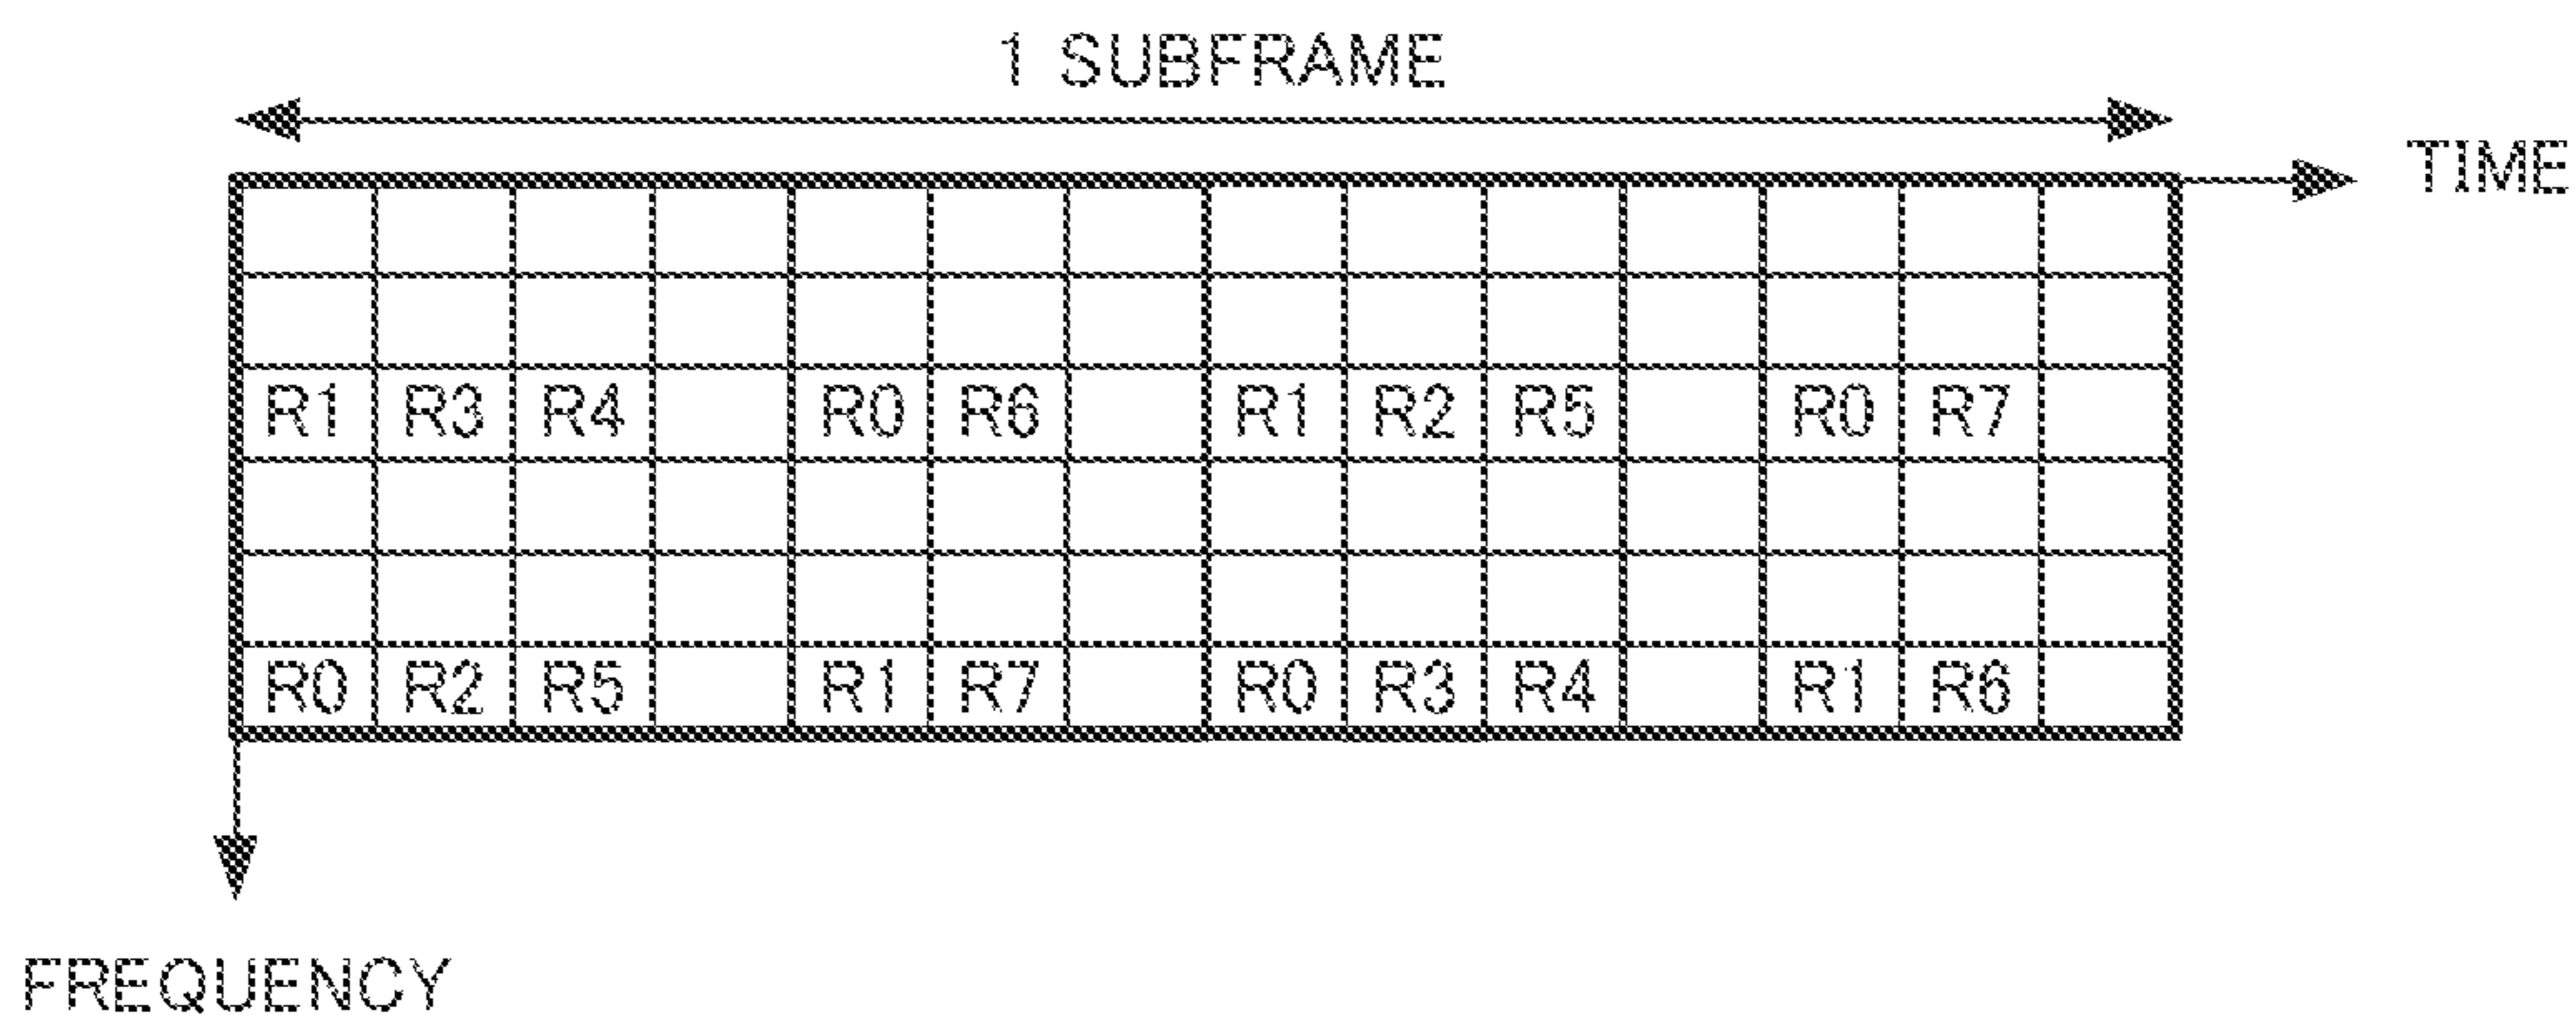 1 SUBFRAME
TIME
R1 R3 R4 R0 R6 R1 R2 R5 R0 R7
R0 R2 R5 R1 R7 R0 R3 R4 R1 R6
FREQUENCY